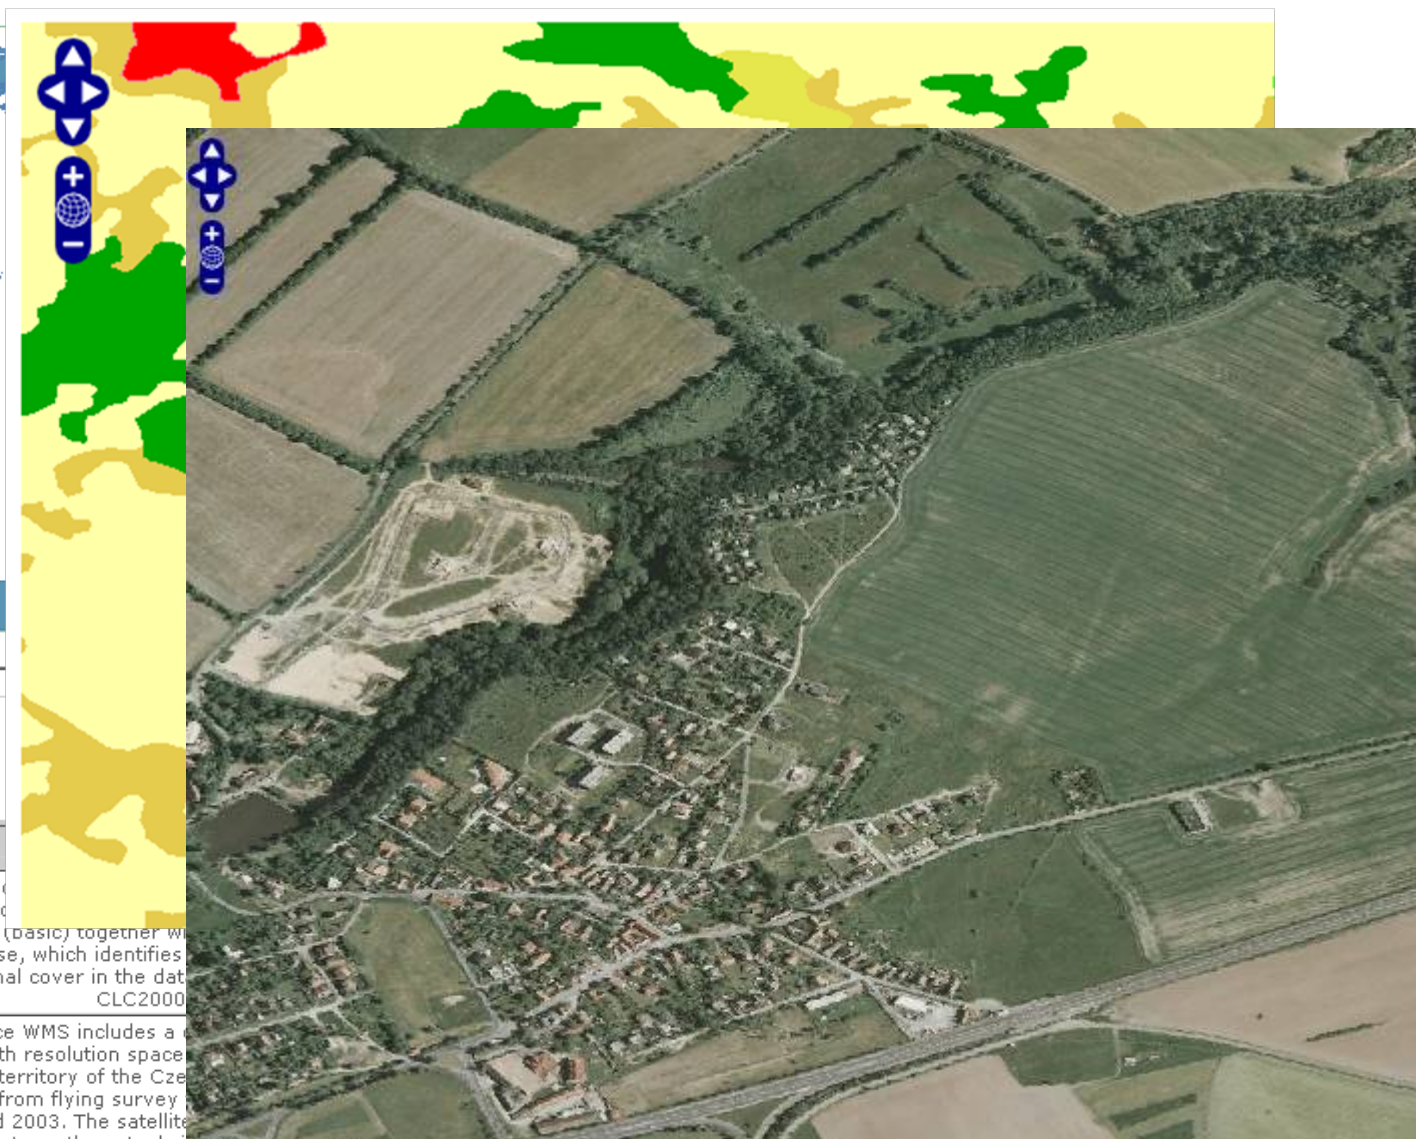 (basic) together
se, which identifies
nal cover in the dat
CLC2000
ce WMS includes a
th resolution space
territory of the Cze
from flying survey
d 2003. The satellite